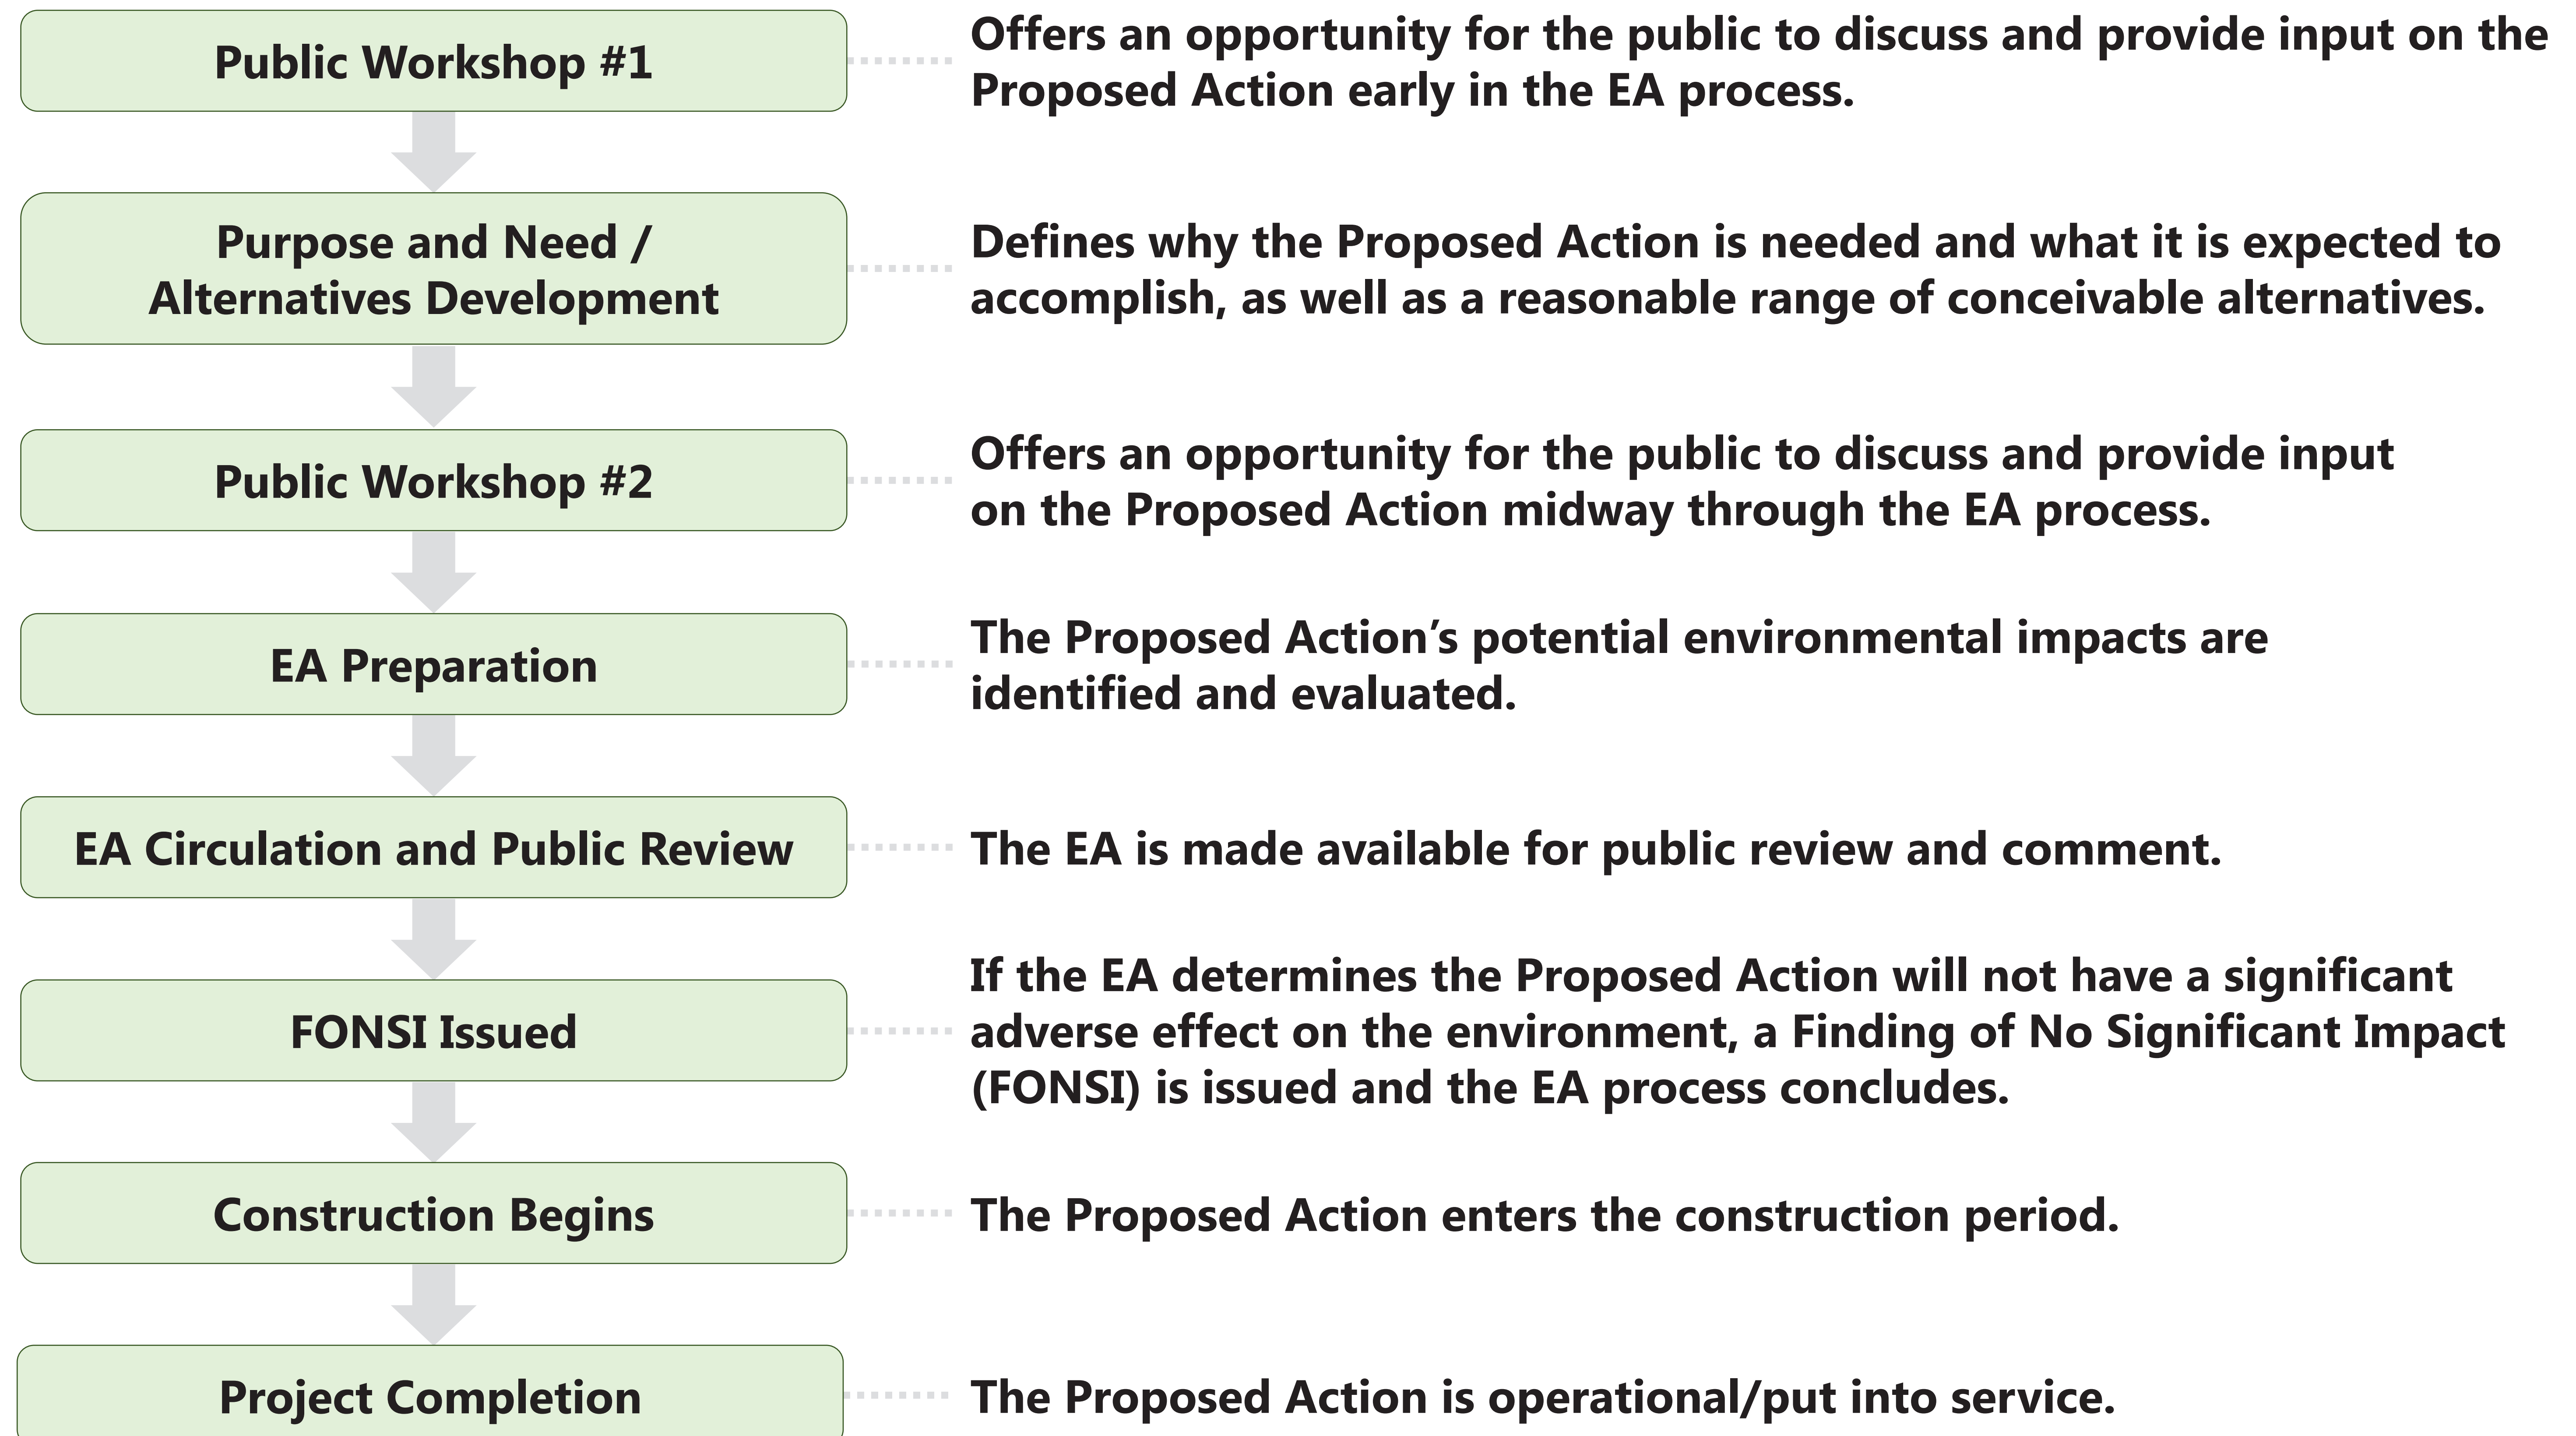 Public Workshop #1
Offers an opportunity for the public to discuss and provide input on the
Proposed Action early in the EA process.
Purpose and Need /
Alternatives Development
Defines why the Proposed Action is needed and what it is expected to
accomplish, as well as a reasonable range of conceivable alternatives.
Public Workshop #2
Offers an opportunity for the public to discuss and provide input
on the Proposed Action midway through the EA process.
EA Preparation
The Proposed Action’s potential environmental impacts are
identified and evaluated.
EA Circulation and Public Review
The EA is made available for public review and comment.
FONSI Issued
If the EA determines the Proposed Action will not have a significant
adverse effect on the environment, a Finding of No Significant Impact
(FONSI) is issued and the EA process concludes.
Construction Begins
The Proposed Action enters the construction period.
Project Completion
The Proposed Action is operational/put into service.